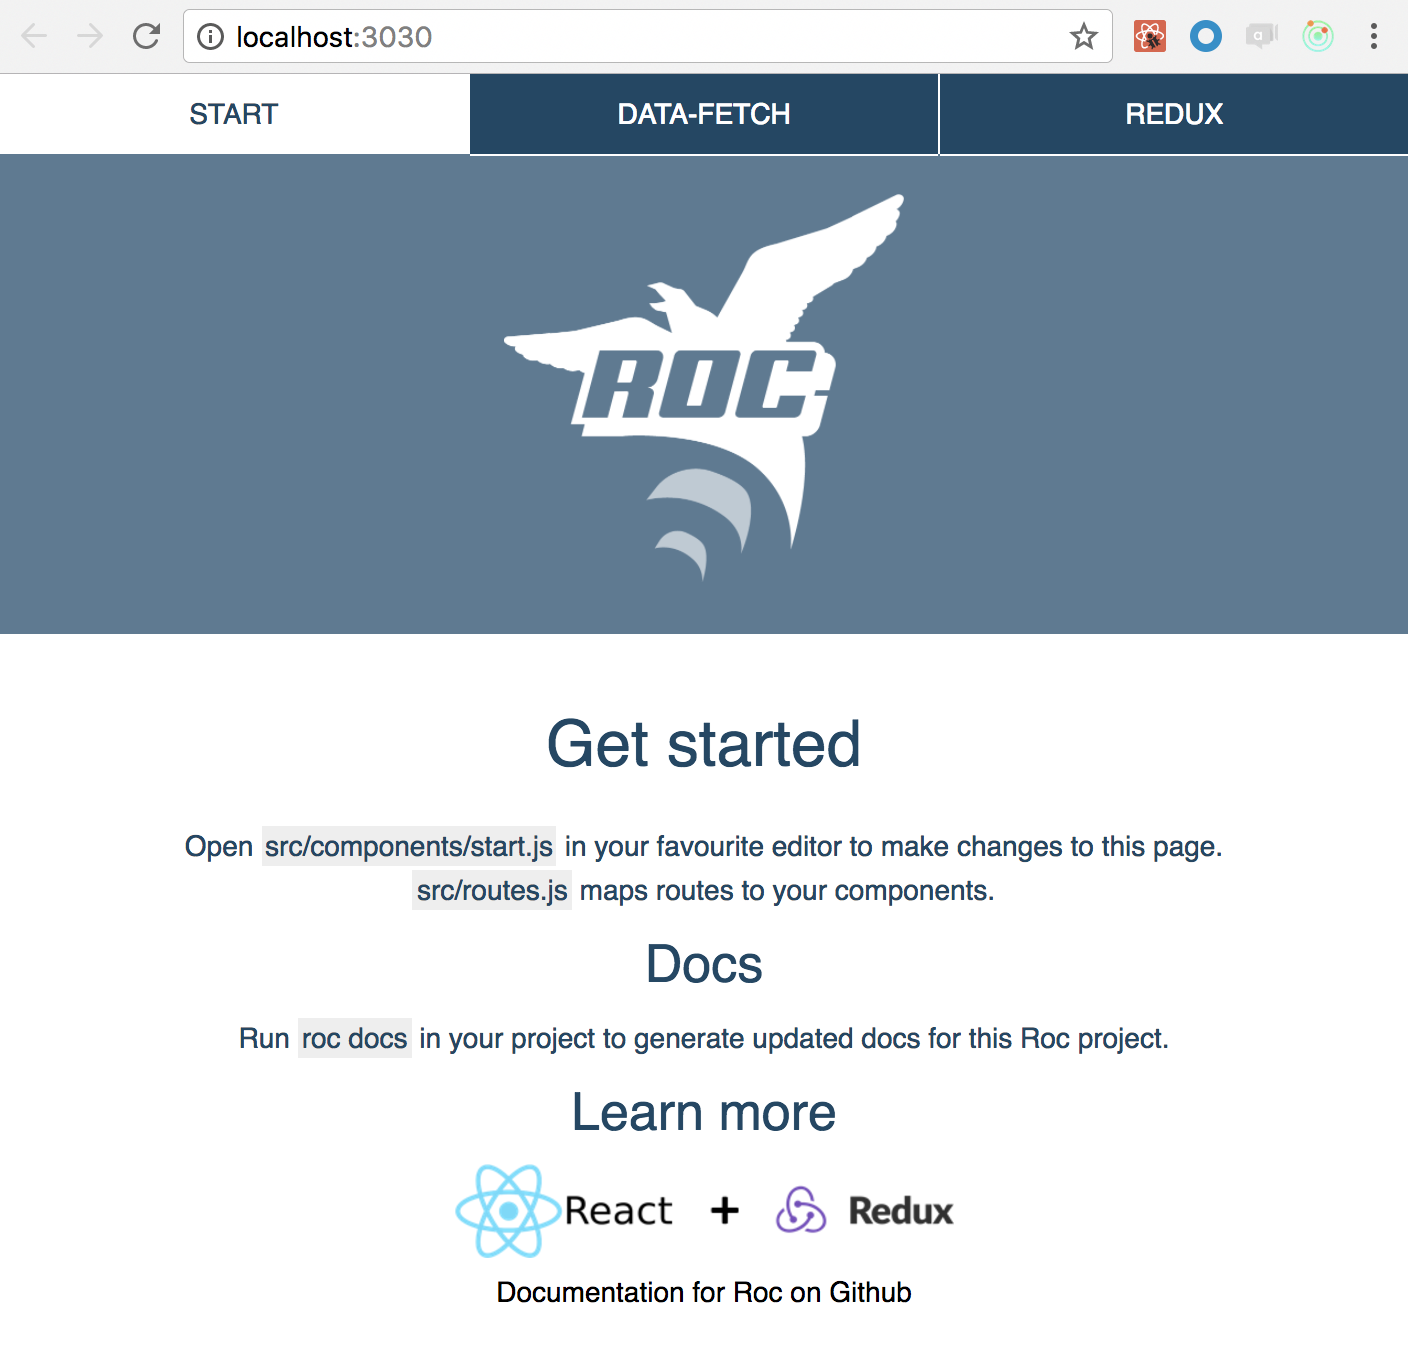 localhost:3030
START DATA-FETCH REDUX
ROC
Get started
Open src/components/start.js in your favourite editor to make changes to this page.
src/routes.js maps routes to your components.
Docs
Run roc docs in your project to generate updated docs for this Roc project.
Learn more
React + Redux
Documentation for Roc on Github